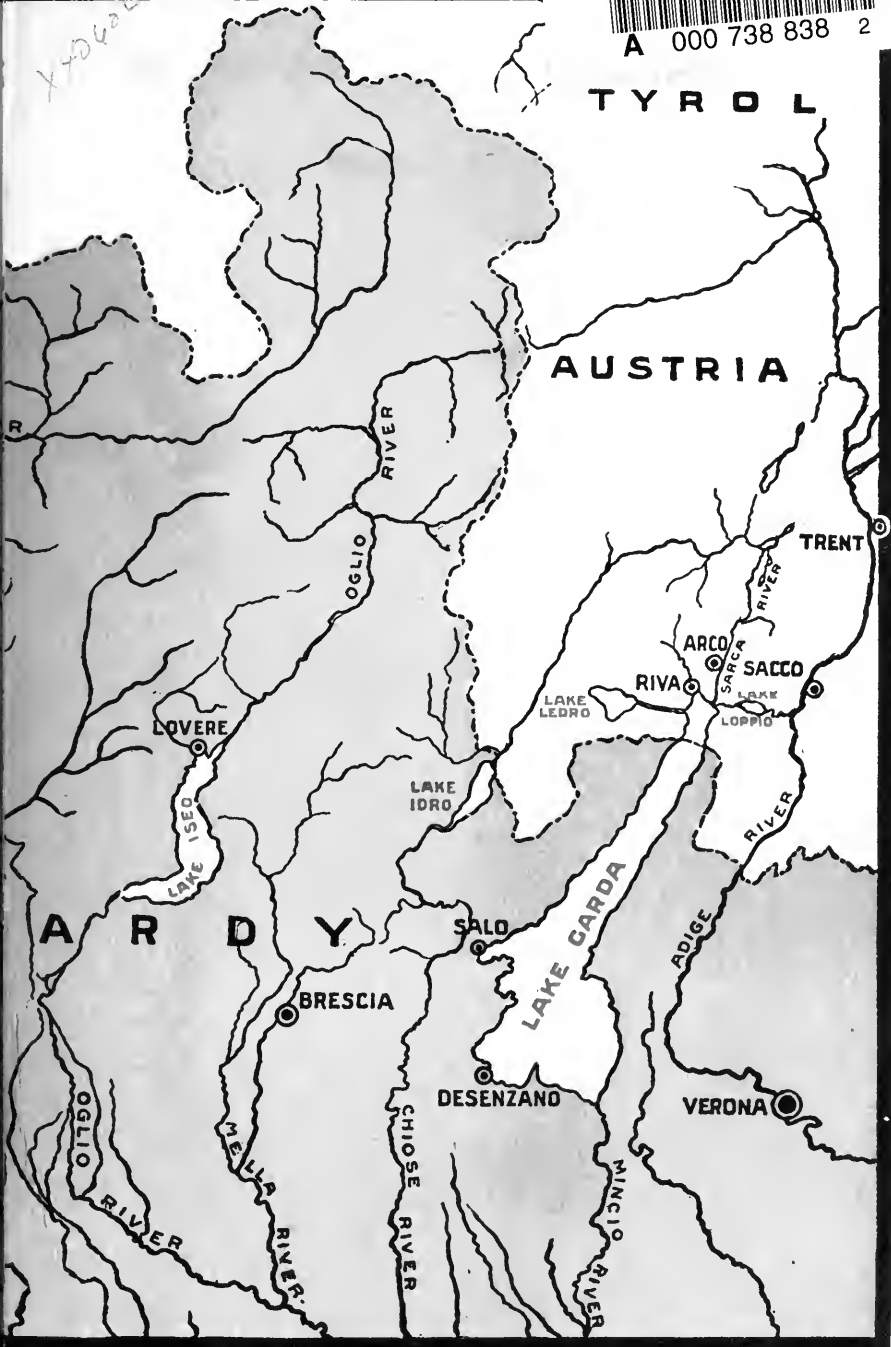 A 000 738 838 2
TYROL
AUSTRIA
R
RIVER
OGLIO
TRENT
RIVER
SARCA
ARCO
SACCO
RIVA
LAKE
LEDRO
LAKE
LOPPIO
LOVERE
LAKE
IDRO
LAKE ISEO
RIVER
ADIGE
ARDY
SALO
LAKE GARDA
BRESCIA
DESENZANO
VERONA
OGLIO
RIVER
MELLA
RIVER
CHIOSE RIVER
MINCIO
RIVER